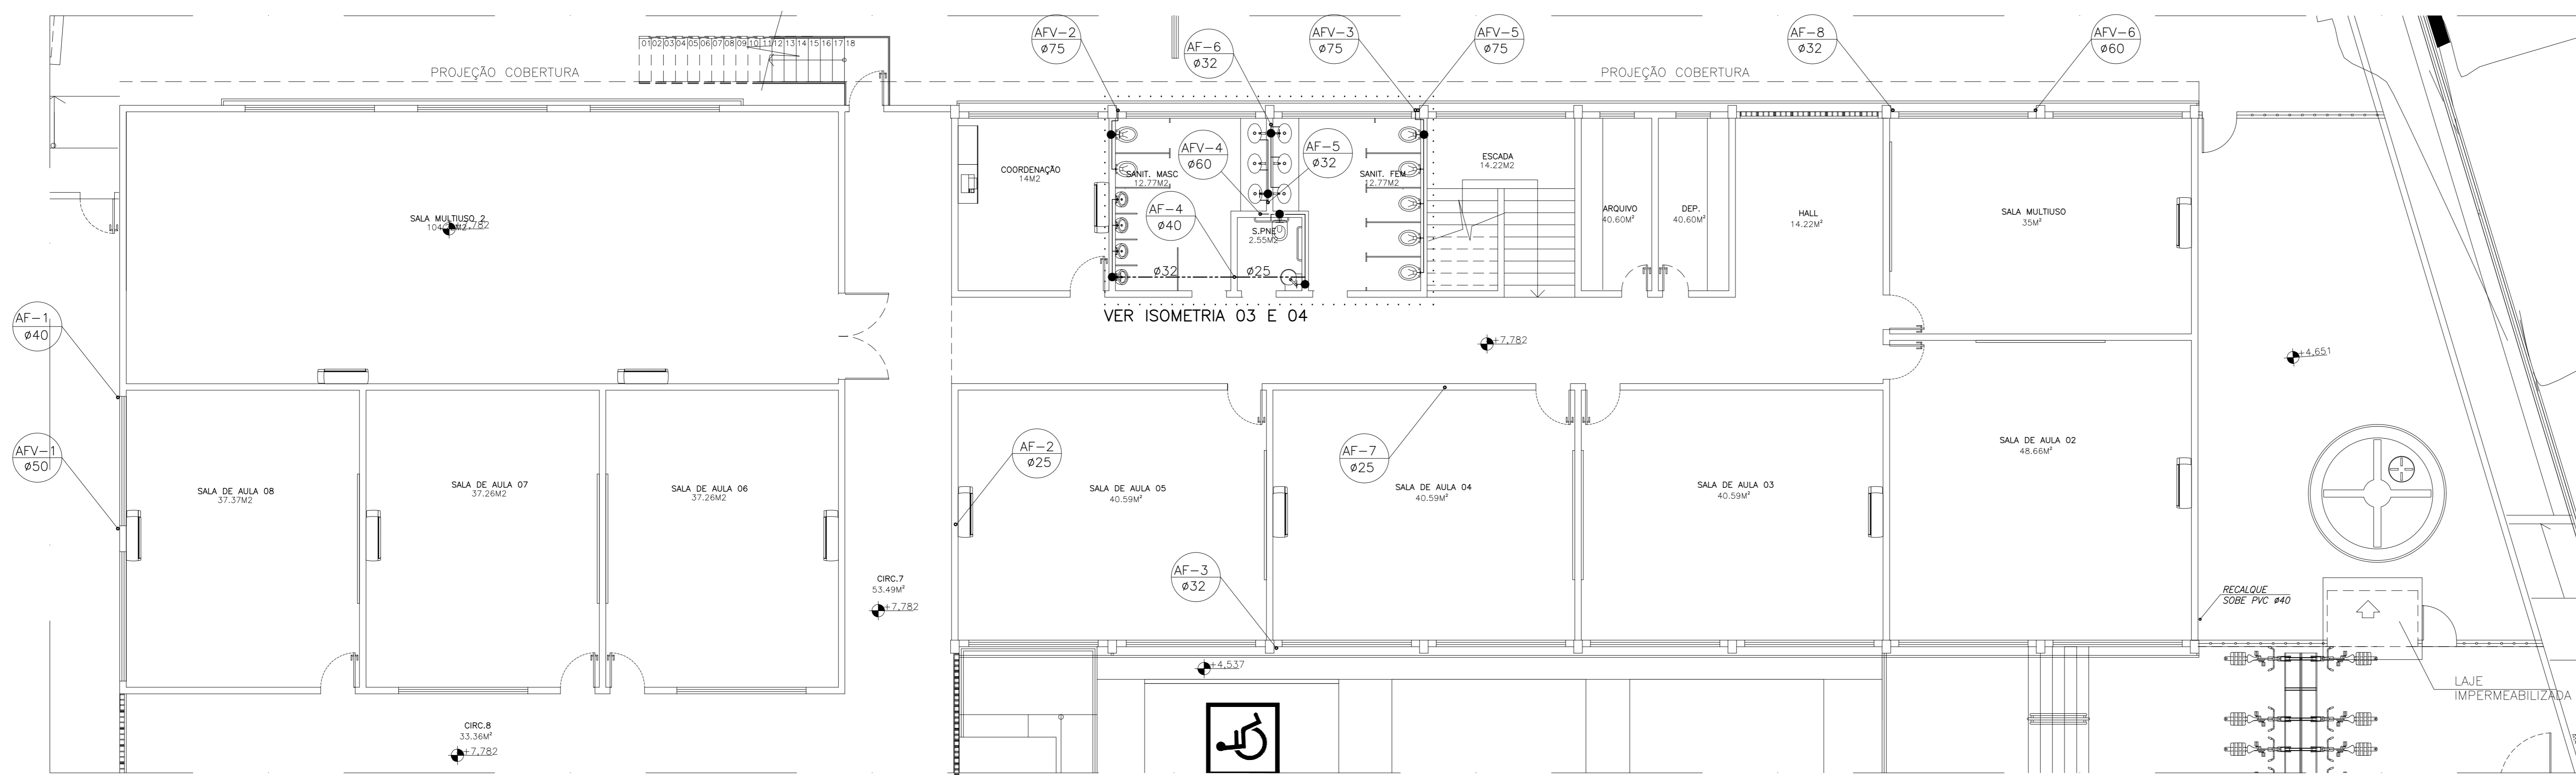 AFV-2
ø75
AF-6
ø32
AFV-3
ø75
AFV-5
ø75
AF-8
ø32
AFV-6
ø60
01 02 03 04 05 06 07 08 09 10 11 12 13 14 15 16 17 18
PROJEÇÃO COBERTURA
PROJEÇÃO COBERTURA
COORDENAÇÃO
14M2
SANIT. MASC
12.77M2
AFV-4
ø60
AF-5
ø32
SANIT. FEM
12.77M2
ESCADA
14.22M2
ARQUIVO
40.60M²
DEP.
40.60M²
HALL
14.22M²
SALA MULTIUSO
35M²
SALA MULTIUSO 2
+7,782
AF-4
ø40
S.PNE
2.55M2
ø32
ø25
VER ISOMETRIA 03 E 04
AF-1
ø40
+7,782
+4,651
AFV-1
ø50
SALA DE AULA 08
37.37M2
SALA DE AULA 07
37.26M2
SALA DE AULA 06
37.26M2
AF-2
ø25
SALA DE AULA 05
40.59M²
AF-7
ø25
SALA DE AULA 04
40.59M²
SALA DE AULA 03
40.59M²
SALA DE AULA 02
48.66M²
CIRC.7
53.49M²
+7,782
AF-3
ø32
RECALQUE
SOBE PVC ø40
+4,537
LAJE
IMPERMEABILIZADA
CIRC.8
33.36M²
+7,782